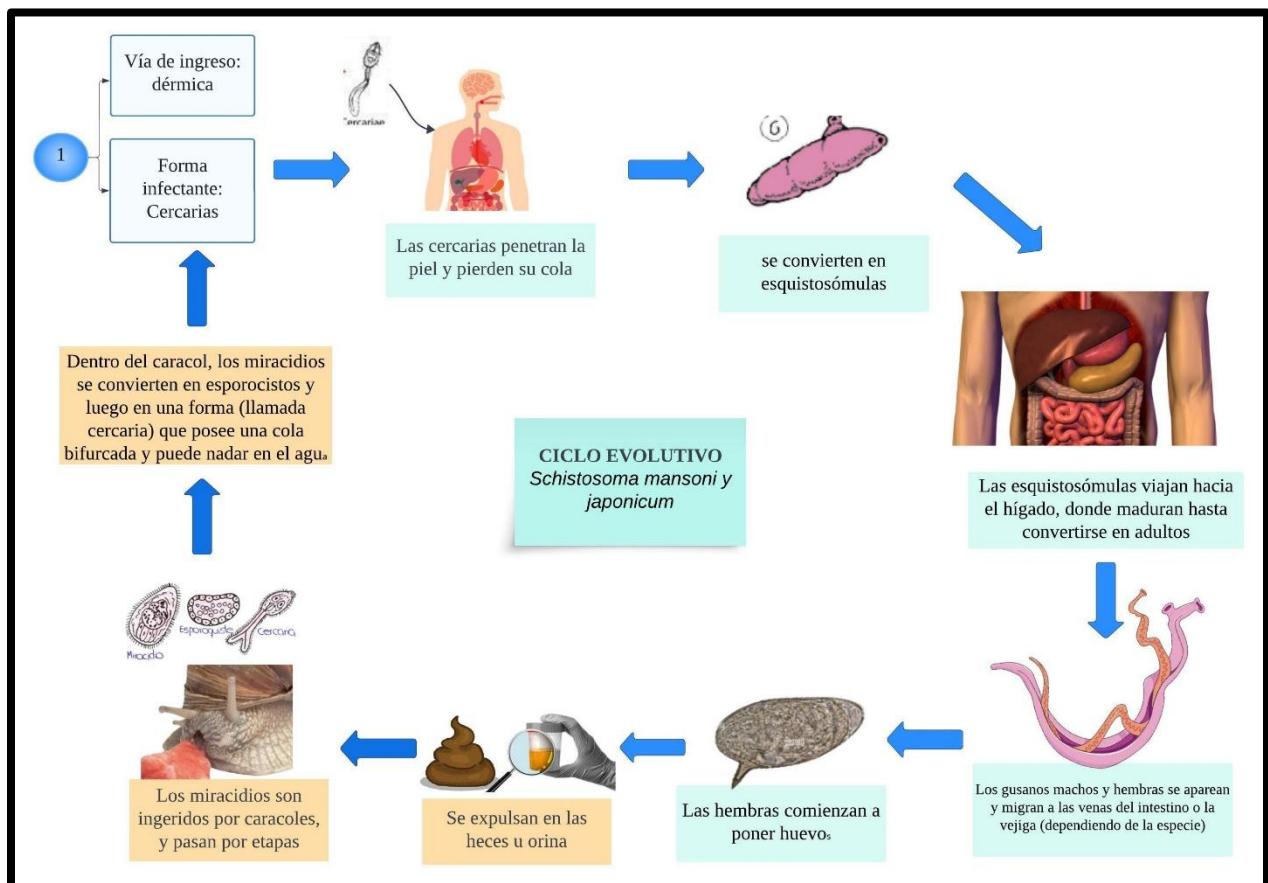 1
Vía de ingreso:
dérmica
Forma
infectante:
Cercarias
Cercariae
Las cercarias penetran la
piel y pierden su cola
6
se convierten en
esquistosómulas
Las esquistosómulas viajan hacia
el hígado, donde maduran hasta
convertirse en adultos
Los gusanos machos y hembras se aparean
y migran a las venas del intestino o la
vejiga (dependiendo de la especie)
Las hembras comienzan a
poner huevos
Se expulsan en las
heces u orina
Miracidio
Esporoquiste
Cercaria
Los miracidios son
ingeridos por caracoles,
y pasan por etapas
Dentro del caracol, los miracidios
se convierten en esporocistos y
luego en una forma (llamada
cercaria) que posee una cola
bifurcada y puede nadar en el agua
CICLO EVOLUTIVO
Schistosoma mansoni y
japonicum